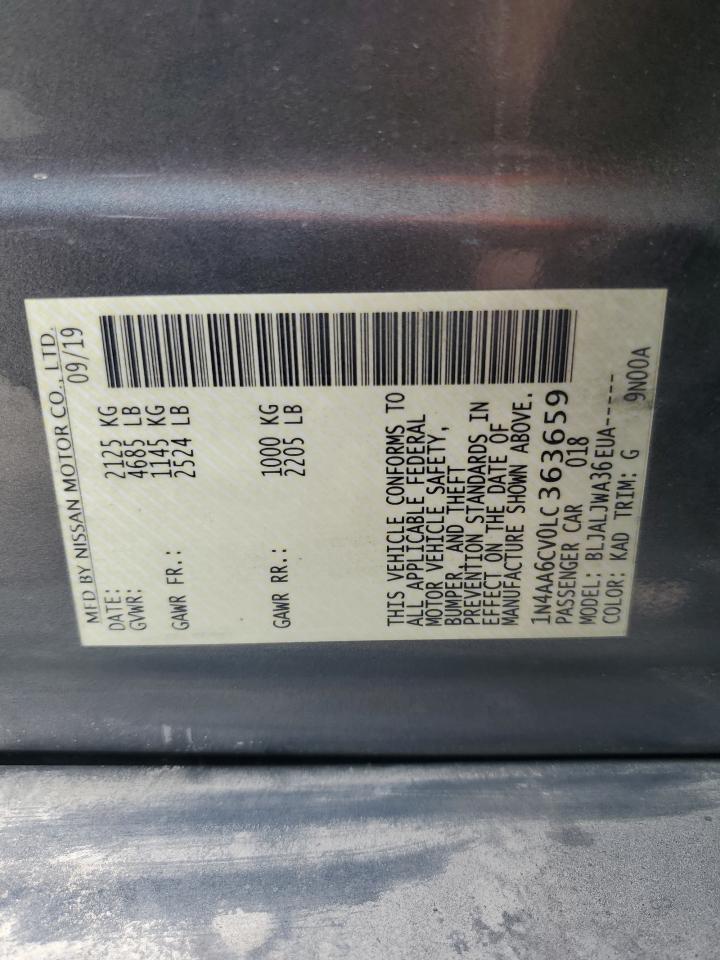 MFD BY NISSAN MOTOR CO., LTD.
DATE: 09/19
GVWR: 2125 KG
4685 LB
GAWR FR.: 1145 KG
2524 LB
GAWR RR.: 1000 KG
2205 LB
THIS VEHICLE CONFORMS TO
ALL APPLICABLE FEDERAL
MOTOR VEHICLE SAFETY,
BUMPER, AND THEFT
PREVENTION STANDARDS IN
EFFECT ON THE DATE OF
MANUFACTURE SHOWN ABOVE.
1N4AA6CV0LC363659
PASSENGER CAR 018
MODEL: BLJALJWA36EUA-----
COLOR: KAD TRIM: G 9N00A